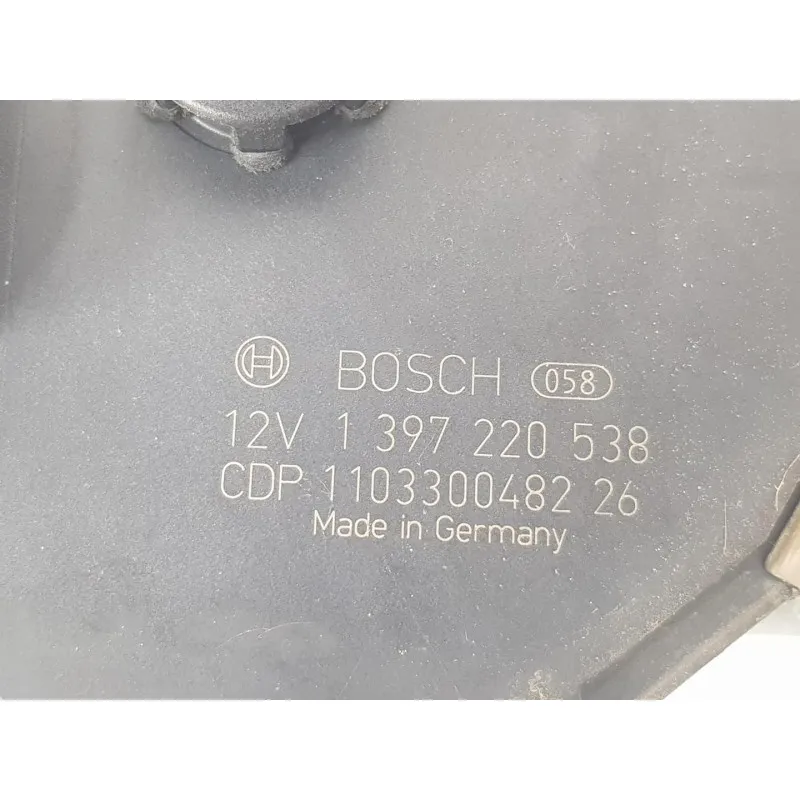 BOSCH 058
12V 1 397 220 538
CDP 1103300482 26
Made in Germany